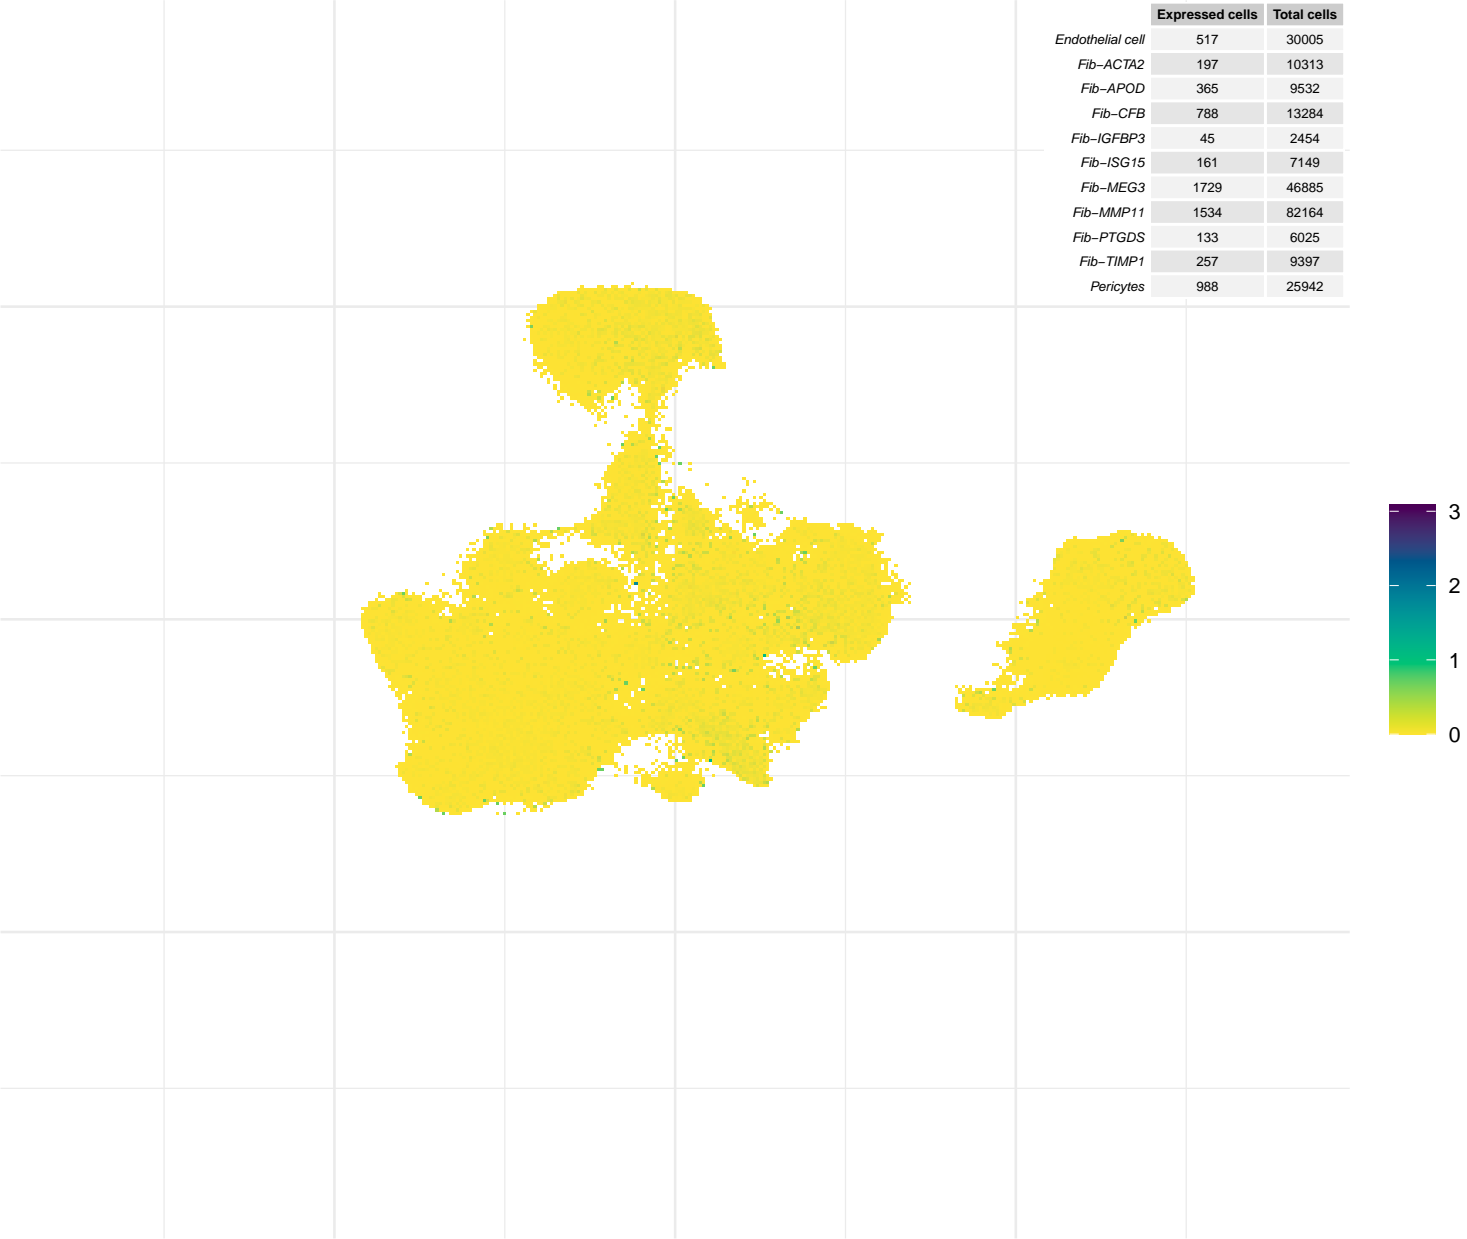 Expressed cells Total cells
Endothelial cell 517 30005
Fib−ACTA2 197 10313
Fib−APOD 365 9532
Fib−CFB 788 13284
Fib−IGFBP3 45 2454
Fib−ISG15 161 7149
Fib−MEG3 1729 46885
Fib−MMP11 1534 82164
Fib−PTGDS 133 6025
Fib−TIMP1 257 9397
Pericytes 988 25942
3
2
1
0